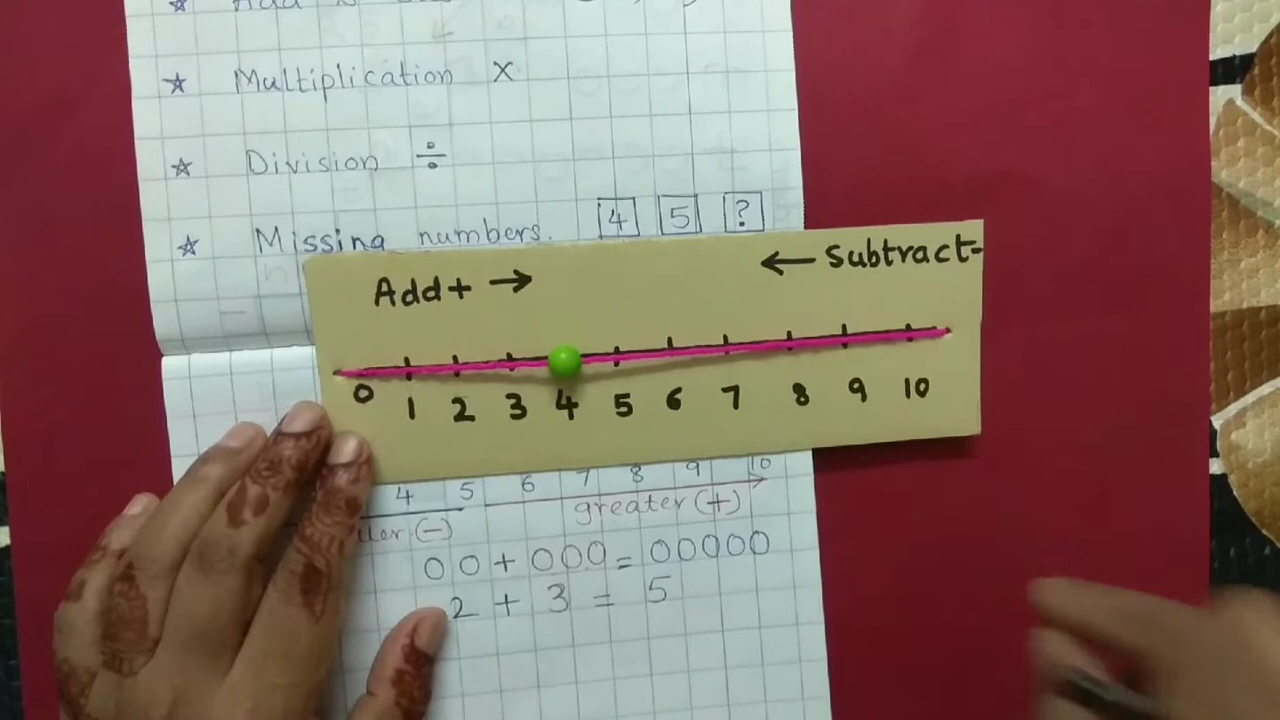 ☆ Multiplication ×
☆ Division ÷
☆ Missing numbers. 4 5 ?
Add+ → ← Subtract-
0 1 2 3 4 5 6 7 8 9 10
4 5 6 7 8 9 10
(-) greater (+)
00 + 000 = 00000
2 + 3 = 5